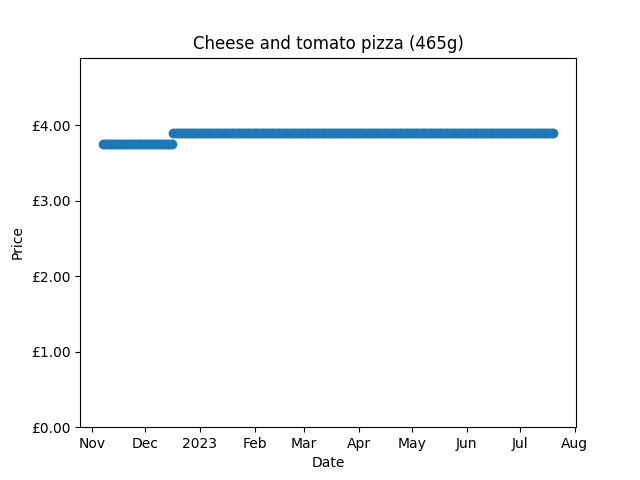 Cheese and tomato pizza (465g)
£4.00
£3.00
£2.00
£1.00
£0.00
Price
Nov Dec 2023 Feb Mar Apr May Jun Jul Aug
Date